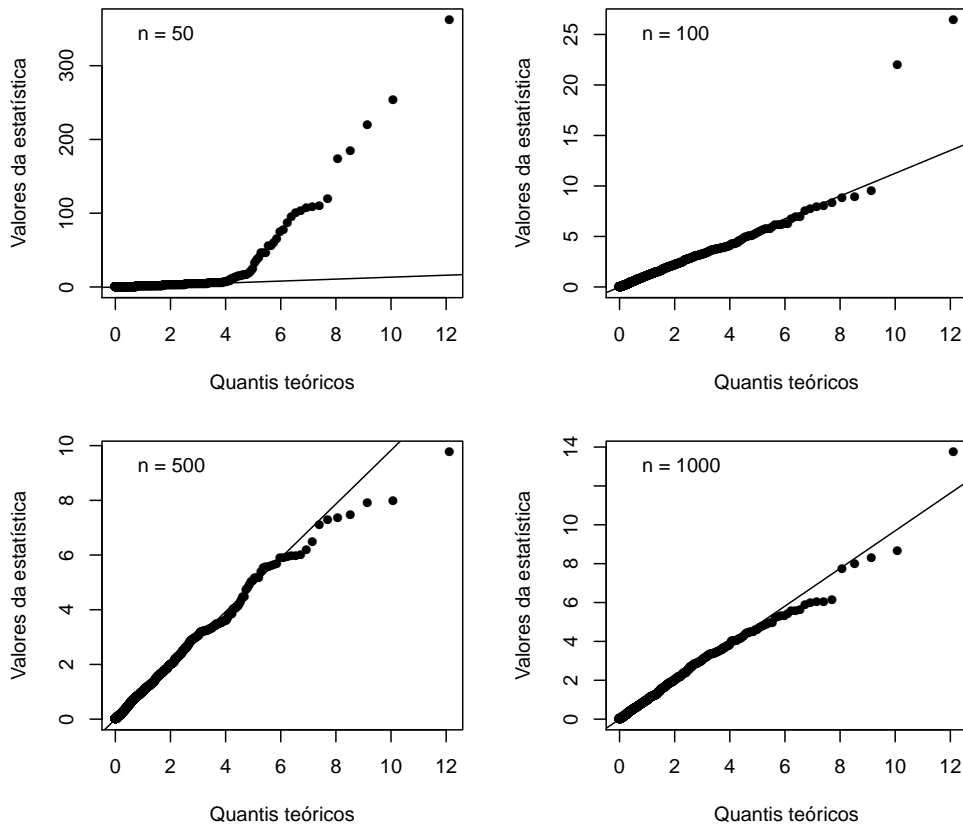 n = 50
Valores da estatística
0
100
200
300
0 2 4 6 8 10 12
Quantis teóricos
n = 100
Valores da estatística
0
5
10
15
20
25
0 2 4 6 8 10 12
Quantis teóricos
n = 500
Valores da estatística
0
2
4
6
8
10
0 2 4 6 8 10 12
Quantis teóricos
n = 1000
Valores da estatística
0
2
4
6
8
10
14
0 2 4 6 8 10 12
Quantis teóricos